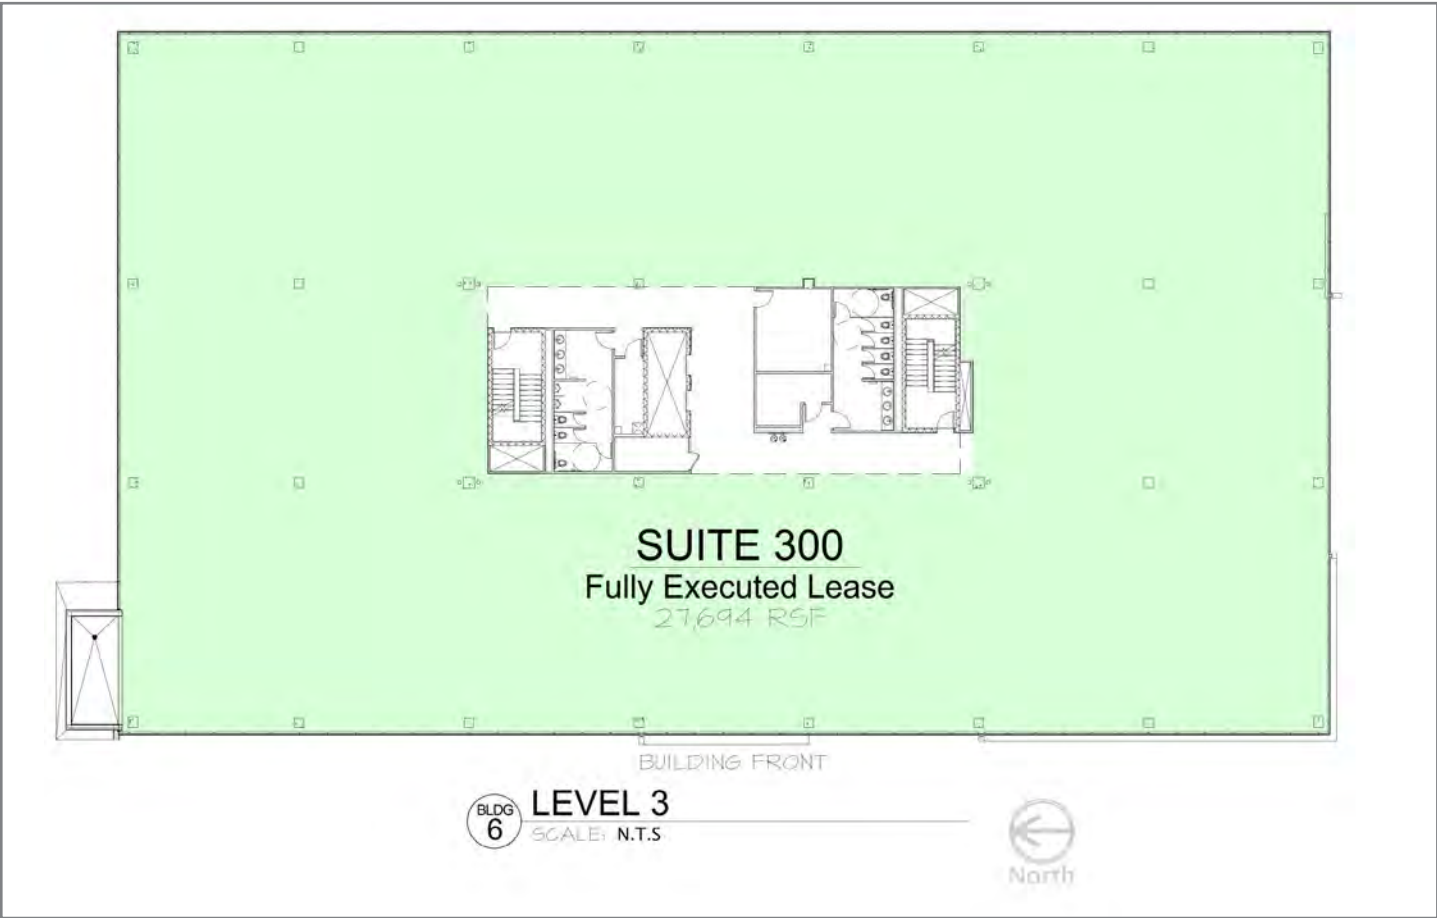 SUITE 300
Fully Executed Lease
27,694 RSF
BUILDING FRONT
BLDG
6
LEVEL 3
SCALE: N.T.S
North